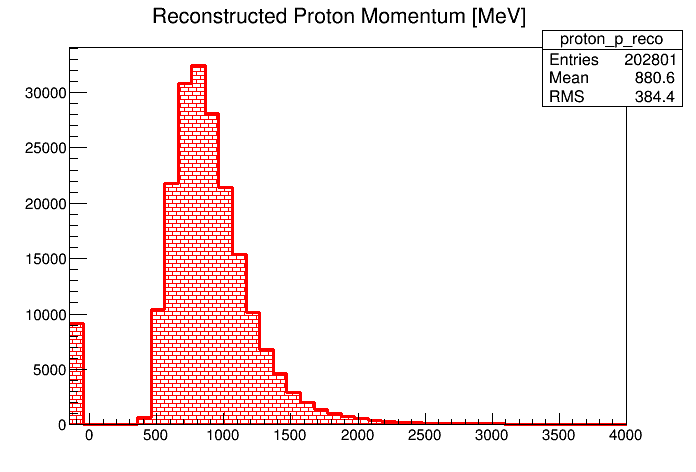 Reconstructed Proton Momentum [MeV]
proton_p_reco
Entries 202801
Mean 880.6
RMS 384.4
30000
25000
20000
15000
10000
5000
0
0 500 1000 1500 2000 2500 3000 3500 4000